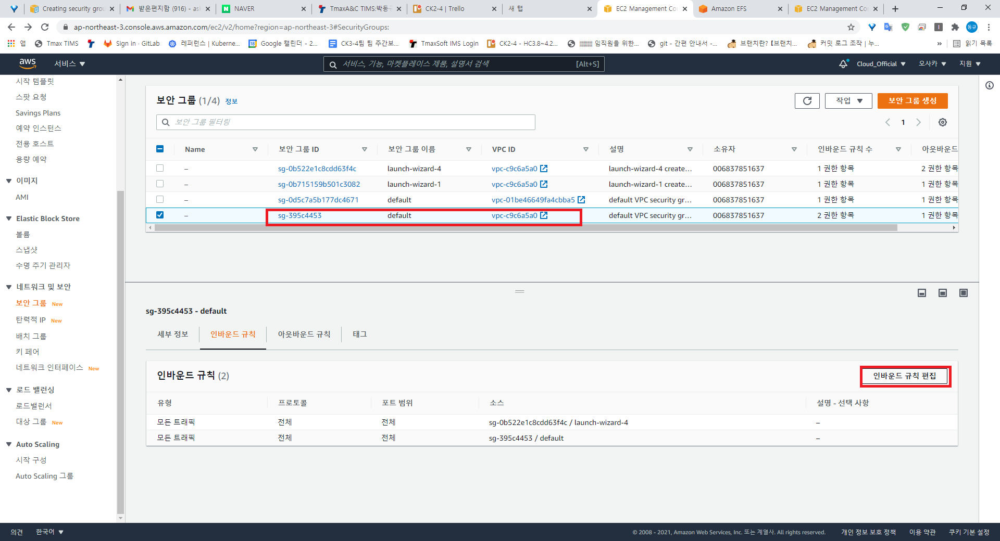 Creating security grou
받은편지함 (916) - as
NAVER
TmaxA&C TIMS:박동구
CK2-4 | Trello
새 탭
EC2 Management Co
Amazon EFS
EC2 Management Co
ap-northeast-3.console.aws.amazon.com/ec2/v2/home?region=ap-northeast-3#SecurityGroups:
동규
앱
Tmax TIMS
Sign in · GitLab
레퍼런스 | Kuberne...
Google 캘린더 - 2...
CK3-4팀 팀 주간보...
TmaxSoft IMS Login
CK2-4 - HC3.8~4.2...
임직원을 위한...
git - 간편 안내서 -...
브랜치란? 【브랜치...
커밋 로그 조작 | 누...
»
읽기 목록
aws
서비스
서비스, 기능, 마켓플레이스 제품, 설명서 검색
[Alt+S]
Cloud_Official
오사카
지원
시작 템플릿
스팟 요청
Savings Plans
예약 인스턴스
전용 호스트
용량 예약
이미지
AMI
Elastic Block Store
볼륨
스냅샷
수명 주기 관리자
네트워크 및 보안
보안 그룹 New
탄력적 IP New
배치 그룹
키 페어
네트워크 인터페이스 New
로드 밸런싱
로드밸런서
대상 그룹 New
Auto Scaling
시작 구성
Auto Scaling 그룹
보안 그룹 (1/4) 정보
작업
보안 그룹 생성
보안 그룹 필터링
1
Name 보안 그룹 ID 보안 그룹 이름 VPC ID 설명 소유자 인바운드 규칙 수 아웃바운드
– sg-0b522e1c8cdd63f4c launch-wizard-4 vpc-c9c6a5a0 launch-wizard-4 create... 006837851637 1 권한 항목 2 권한 항목
– sg-0b715159b501c3082 launch-wizard-1 vpc-c9c6a5a0 launch-wizard-1 create... 006837851637 1 권한 항목 1 권한 항목
– sg-0d5c7a5b177dc4671 default vpc-01be46649fa4cbba5 default VPC security gr... 006837851637 1 권한 항목 1 권한 항목
– sg-395c4453 default vpc-c9c6a5a0 default VPC security gr... 006837851637 2 권한 항목 1 권한 항목
sg-395c4453 - default
세부 정보 인바운드 규칙 아웃바운드 규칙 태그
인바운드 규칙 (2)
인바운드 규칙 편집
유형 프로토콜 포트 범위 소스 설명 - 선택 사항
모든 트래픽 전체 전체 sg-0b522e1c8cdd63f4c / launch-wizard-4 –
모든 트래픽 전체 전체 sg-395c4453 / default –
의견
한국어
© 2008 - 2021, Amazon Web Services, Inc. 또는 계열사. All rights reserved.
개인 정보 보호 정책
이용 약관
쿠키 기본 설정